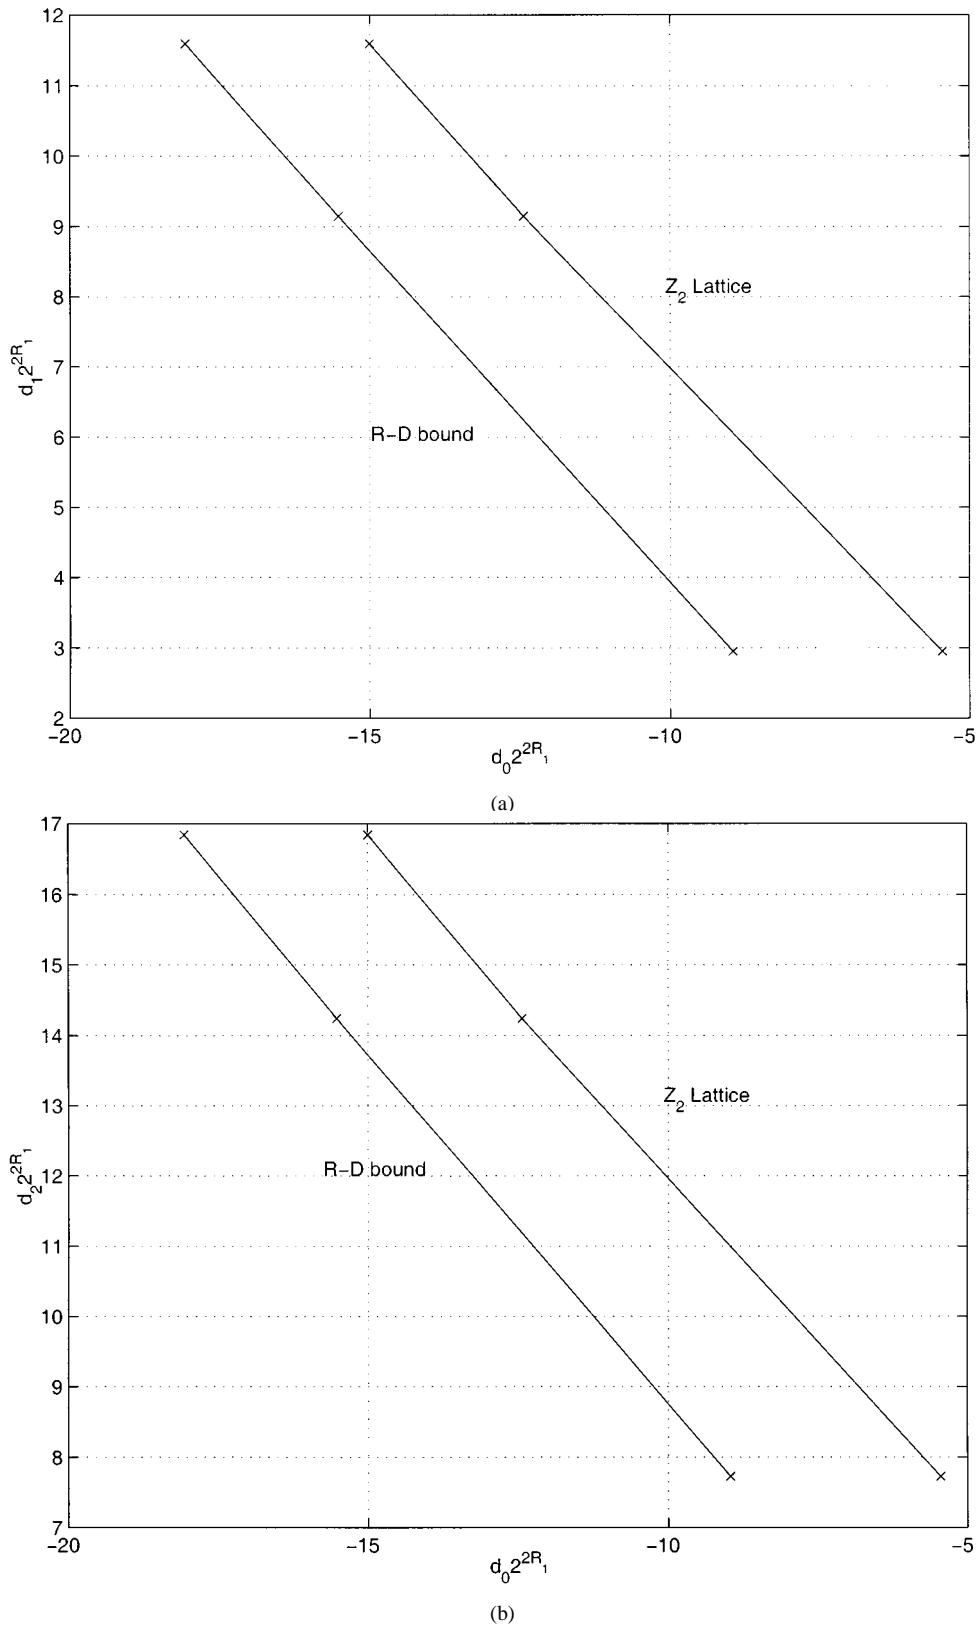 12
11
10
9
8
7
6
5
4
3
2
d₁2^{2R₁}
Z₂ Lattice
R−D bound
−20 −15 −10 −5
d₀2^{2R₁}
(a)
17
16
15
14
13
12
11
10
9
8
7
d₂2^{2R₁}
Z₂ Lattice
R−D bound
−20 −15 −10 −5
d₀2^{2R₁}
(b)